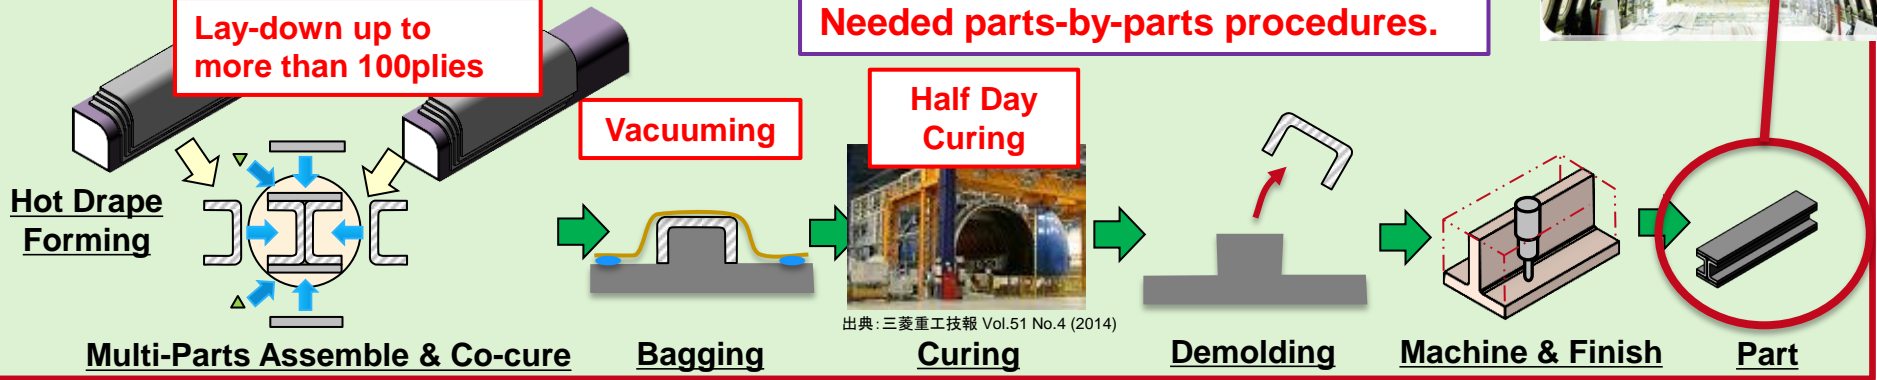 Lay-down up to
more than 100plies
Needed parts-by-parts procedures.
Vacuuming
Half Day
Curing
Hot Drape
Forming
出典：三菱重工技報 Vol.51 No.4 (2014)
Multi-Parts Assemble & Co-cure
Bagging
Curing
Demolding
Machine & Finish
Part